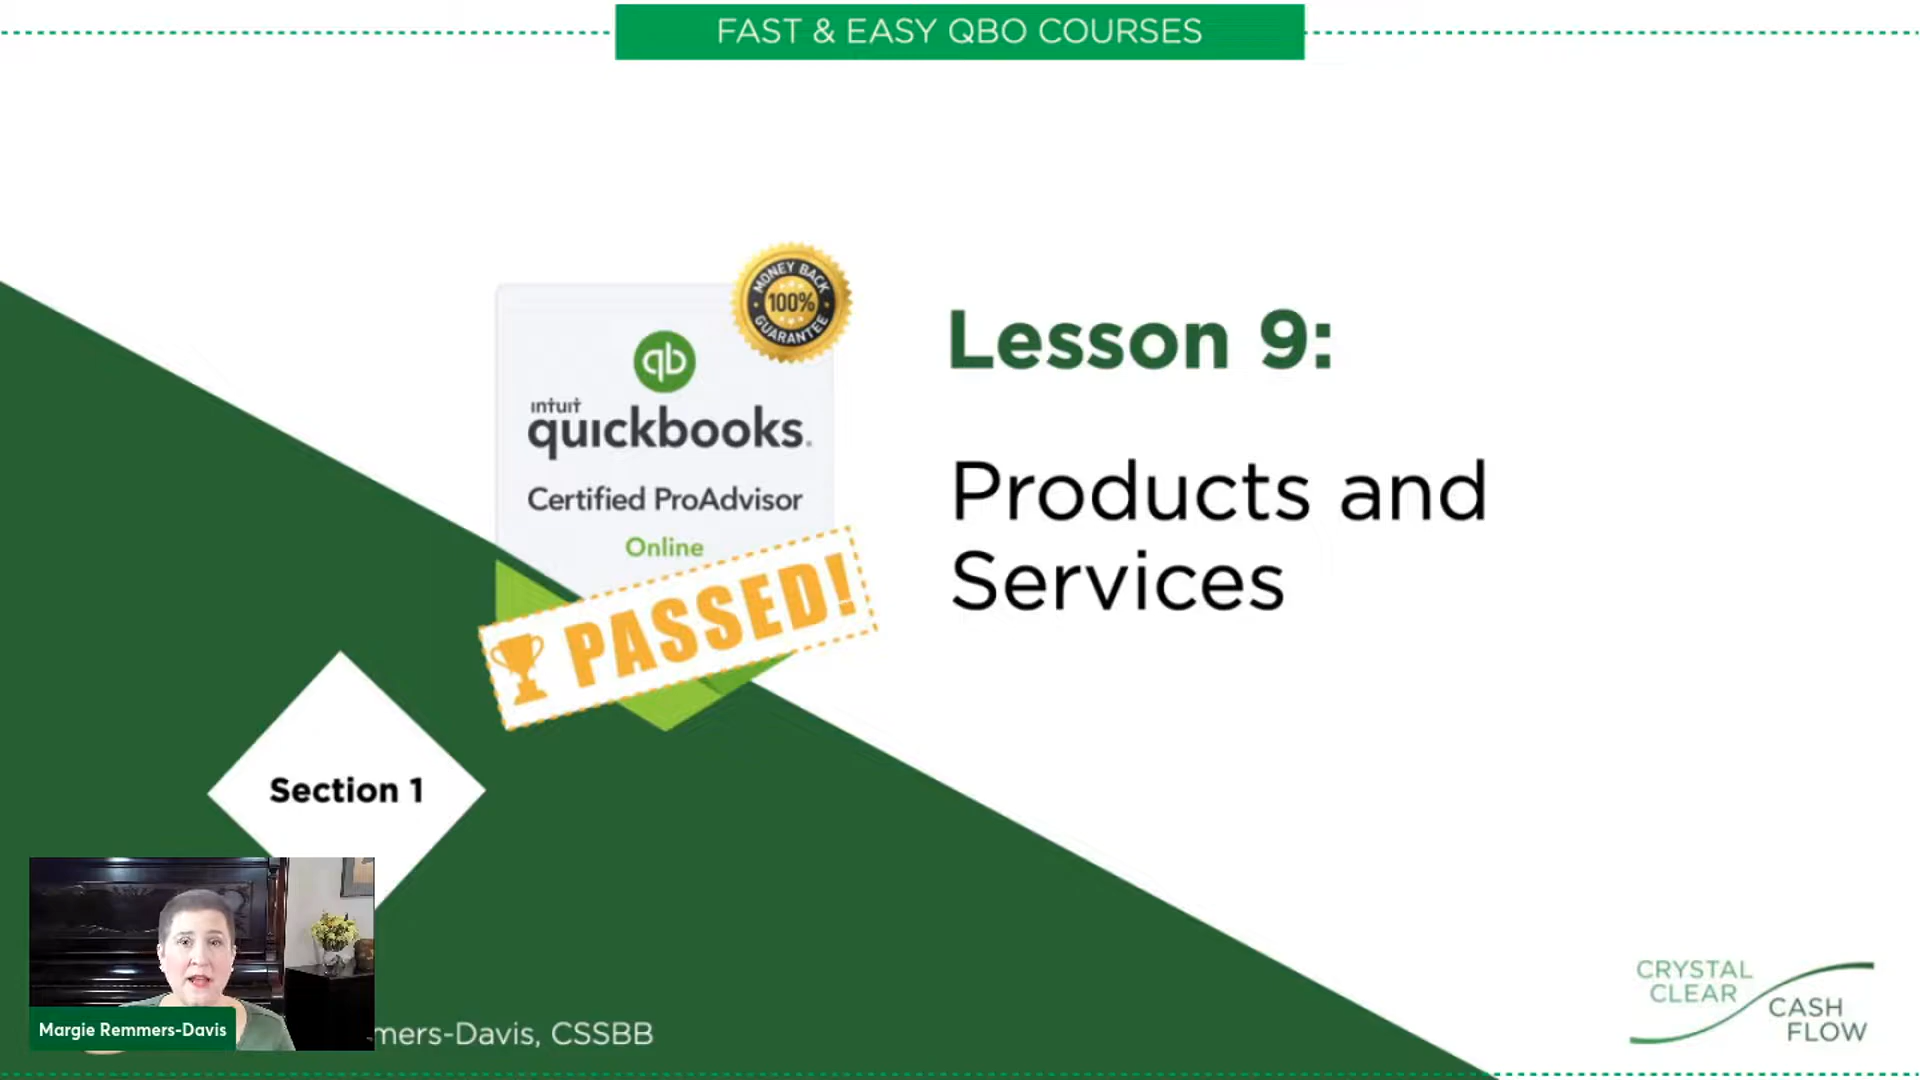 FAST & EASY QBO COURSES
MONEY BACK
100%
GUARANTEE
qb
intuit
quickbooks.
Certified ProAdvisor
Online
PASSED!
Lesson 9:
Products and
Services
Section 1
Margie Remmers-Davis
mers-Davis, CSSBB
CRYSTAL
CLEAR
CASH
FLOW